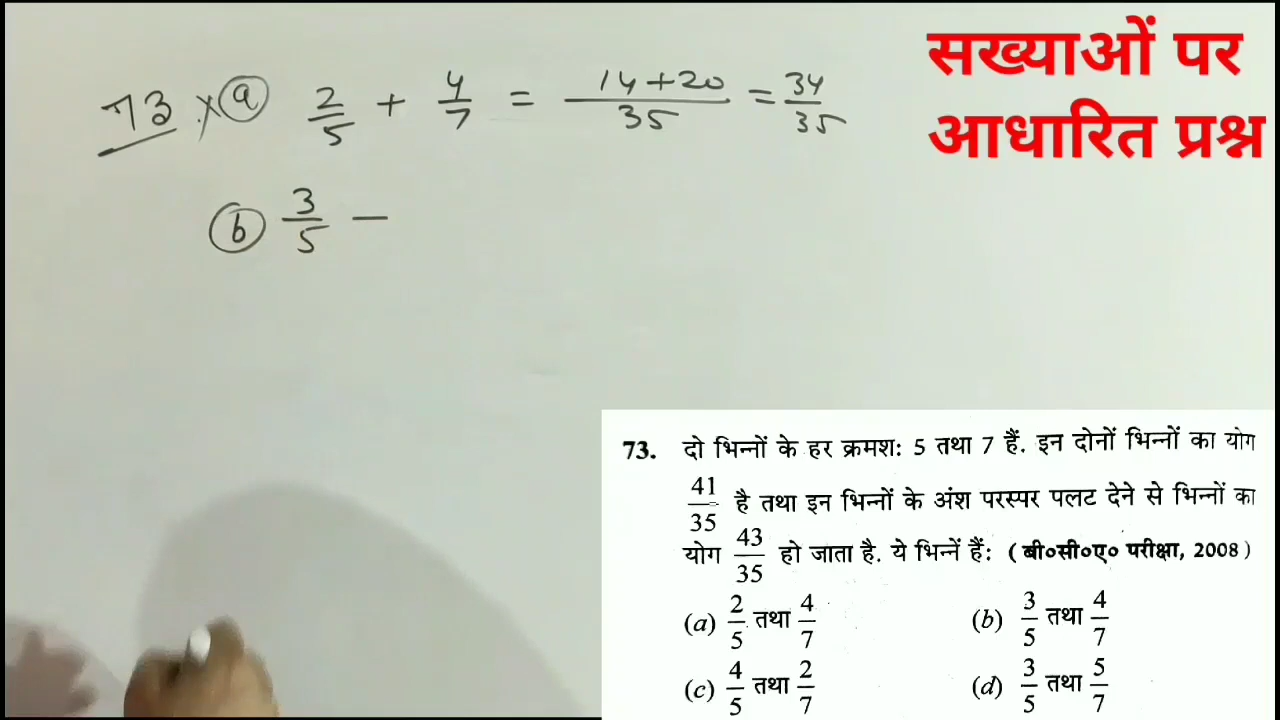 सख्याओं पर
आधारित प्रश्न
73 × (a) 2/5 + 4/7 = 14+20/35 = 34/35
(b) 3/5 —
73. दो भिन्नों के हर क्रमश: 5 तथा 7 हैं. इन दोनों भिन्नों का योग
41/35 है तथा इन भिन्नों के अंश परस्पर पलट देने से भिन्नों का
योग 43/35 हो जाता है. ये भिन्नें हैं: (बी०सी०ए० परीक्षा, 2008)
(a) 2/5 तथा 4/7 (b) 3/5 तथा 4/7
(c) 4/5 तथा 2/7 (d) 3/5 तथा 5/7